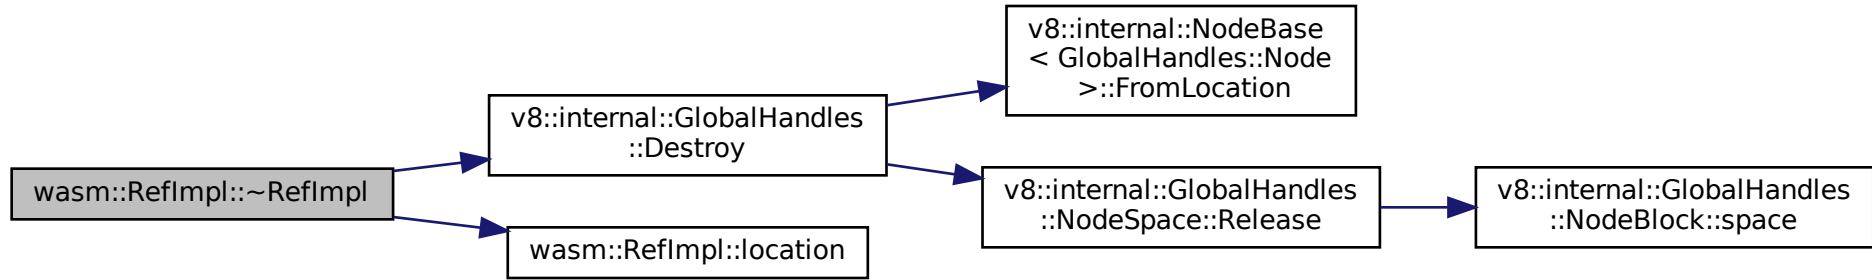 wasm::RefImpl::~RefImpl
v8::internal::GlobalHandles
::Destroy
wasm::RefImpl::location
v8::internal::NodeBase
< GlobalHandles::Node
>::FromLocation
v8::internal::GlobalHandles
::NodeSpace::Release
v8::internal::GlobalHandles
::NodeBlock::space